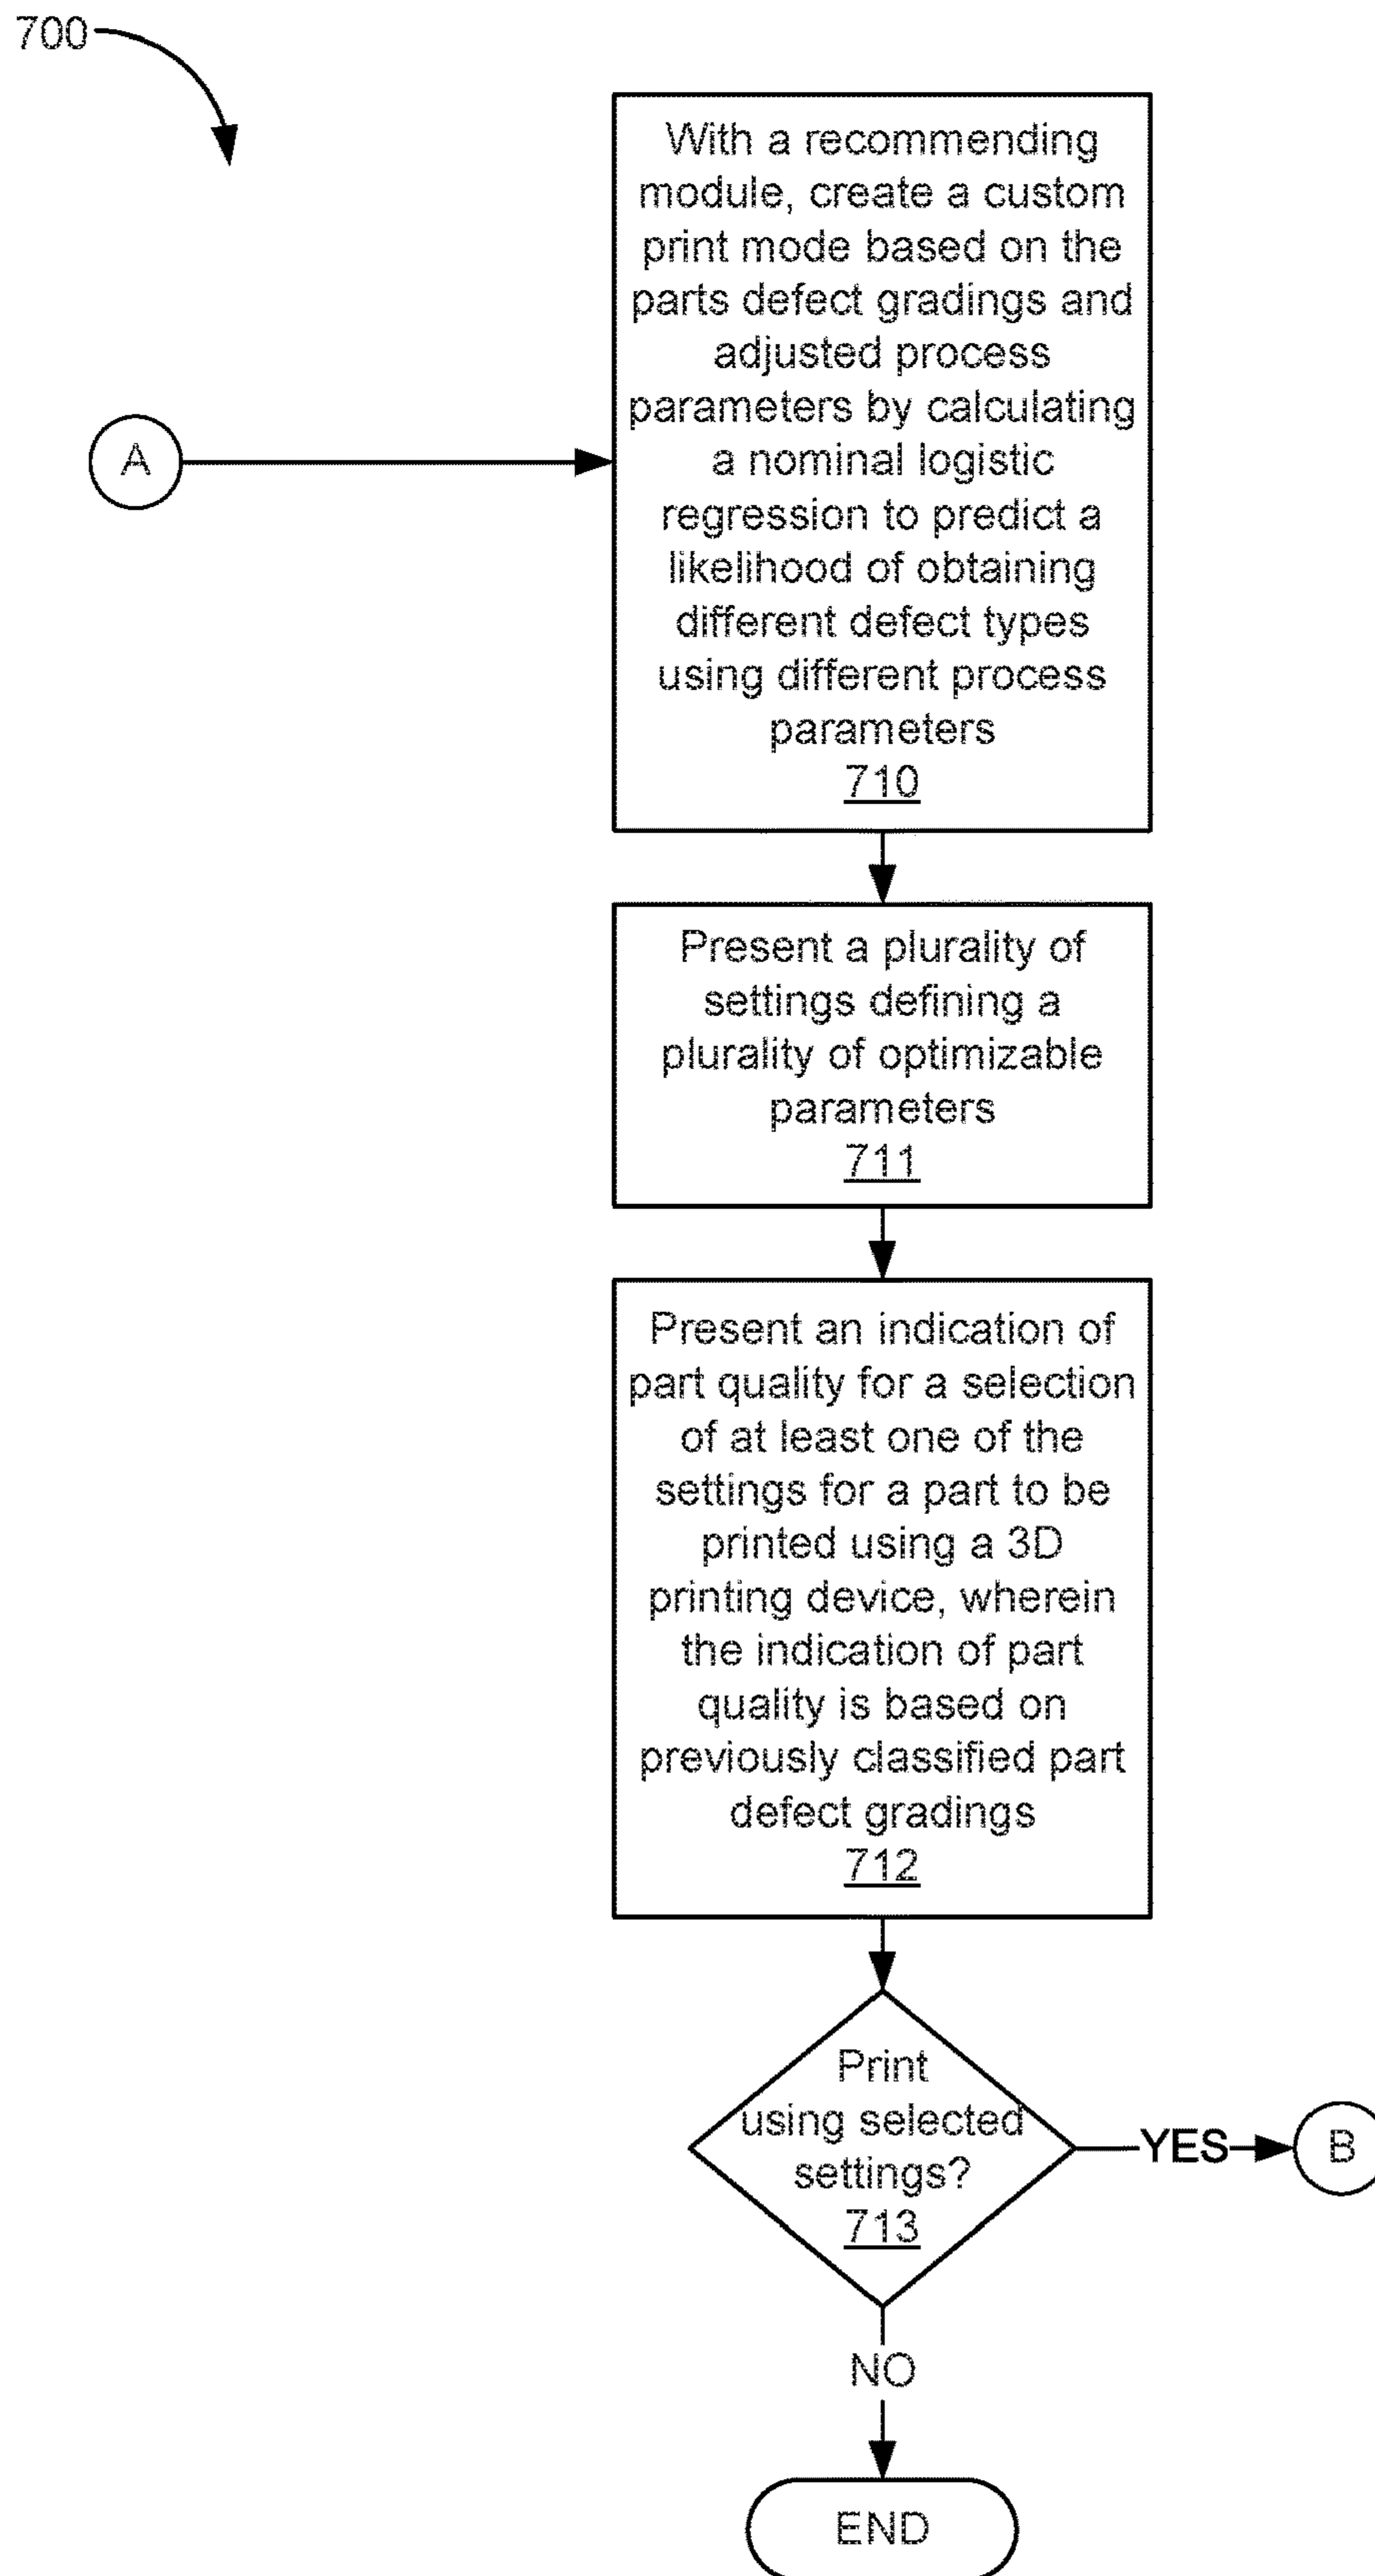 700
With a recommending
module, create a custom
print mode based on the
parts defect gradings and
adjusted process
parameters by calculating
a nominal logistic
regression to predict a
likelihood of obtaining
different defect types
using different process
parameters
710
A
Present a plurality of
settings defining a
plurality of optimizable
parameters
711
Present an indication of
part quality for a selection
of at least one of the
settings for a part to be
printed using a 3D
printing device, wherein
the indication of part
quality is based on
previously classified part
defect gradings
712
Print
using selected
settings?
713
YES
B
NO
END